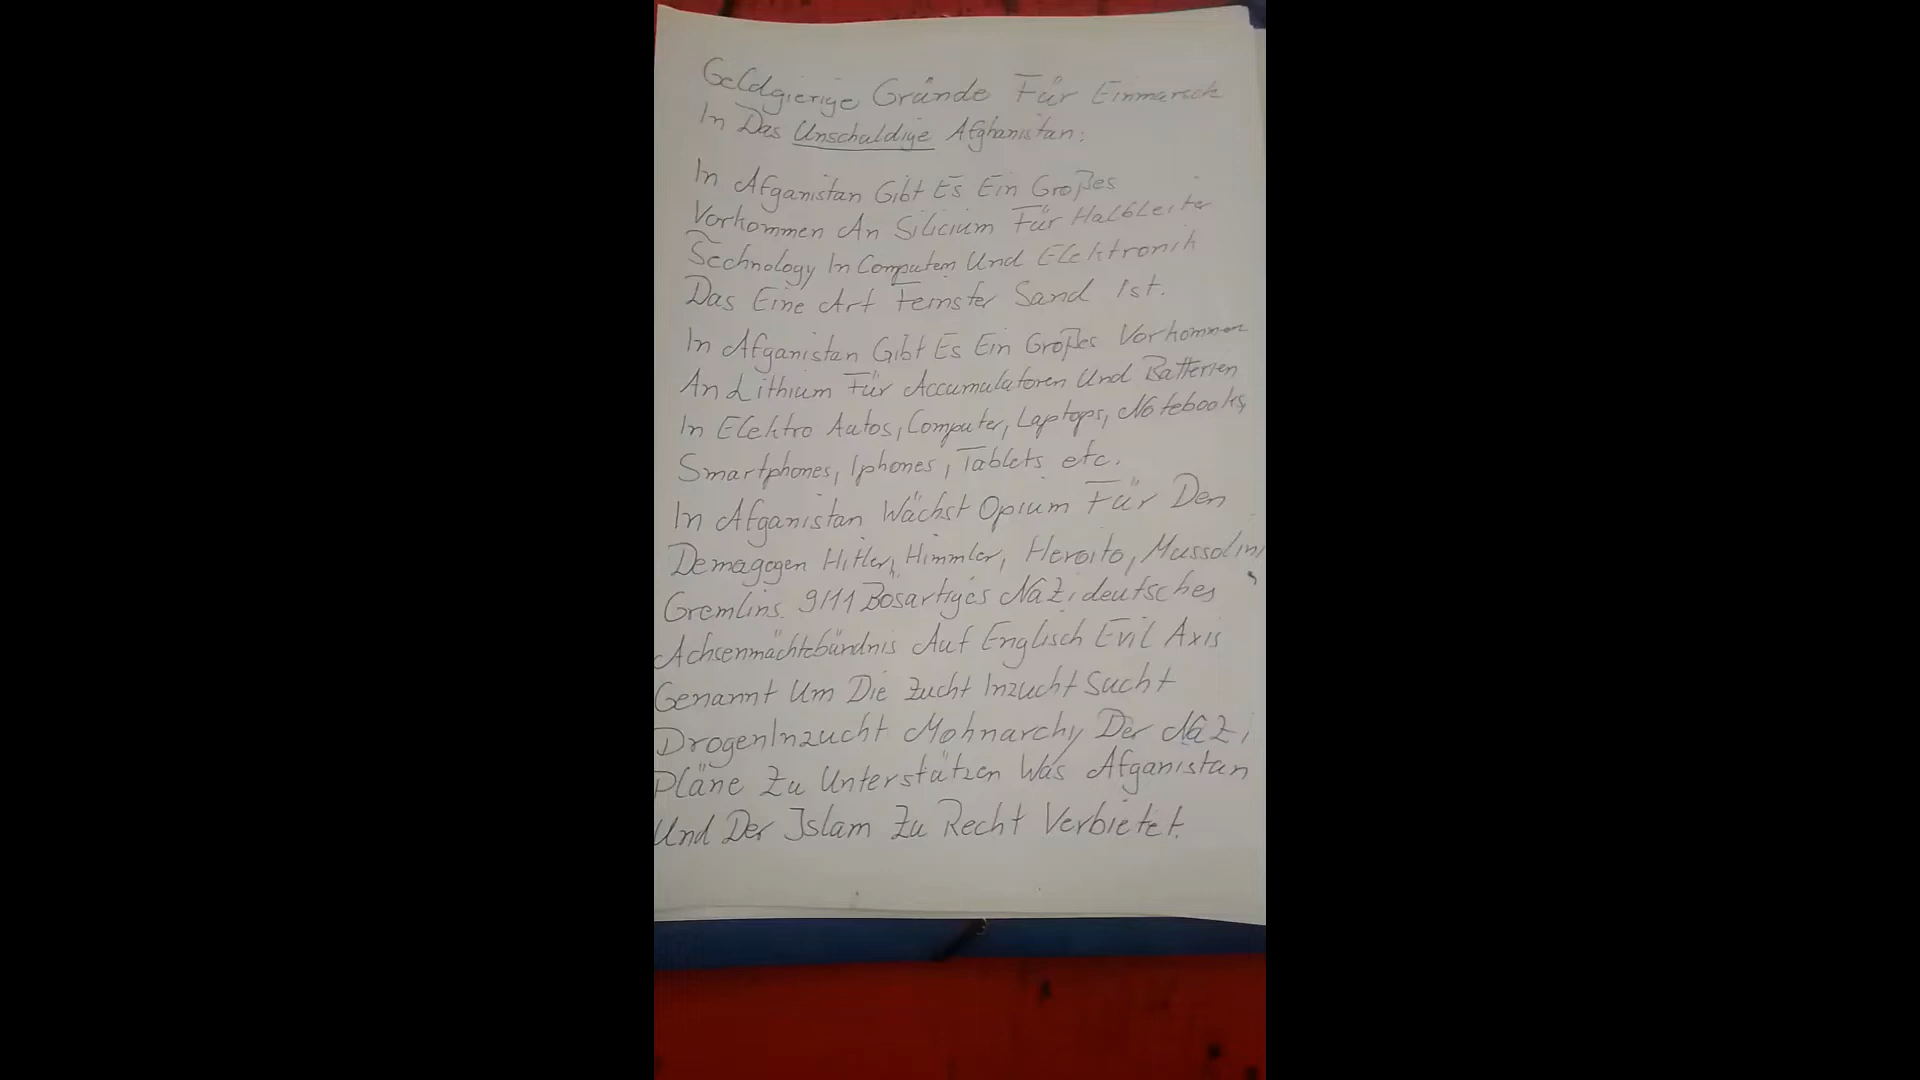 Geldgierige Gründe Für Einmarsch
In Das Unschuldige Afghanistan:
In Afganistan Gibt Es Ein Großes
Vorkommen An Silicium Für Halbleiter
Technology In Computern Und Elektronik
Das Eine Art Feinster Sand Ist.
In Afganistan Gibt Es Ein Großes Vorkommen
An Lithium Für Accumulatoren Und Batterien
In Elektro Autos, Computer, Laptops, Notebooks,
Smartphones, Iphones, Tablets etc.
In Afganistan Wächst Opium Für Den
Demagogen Hitler, Himmler, Heroito, Mussolini
Gremlins. 9/11 Bösartiges NaZideutsches
Achsenmächtebündnis Auf Englisch Evil Axis
Genannt Um Die Zucht Inzucht Sucht
DrogenInzucht Mohnarchy Der NaZi
Pläne Zu Unterstützen Was Afganistan
Und Der Islam Zu Recht Verbietet.